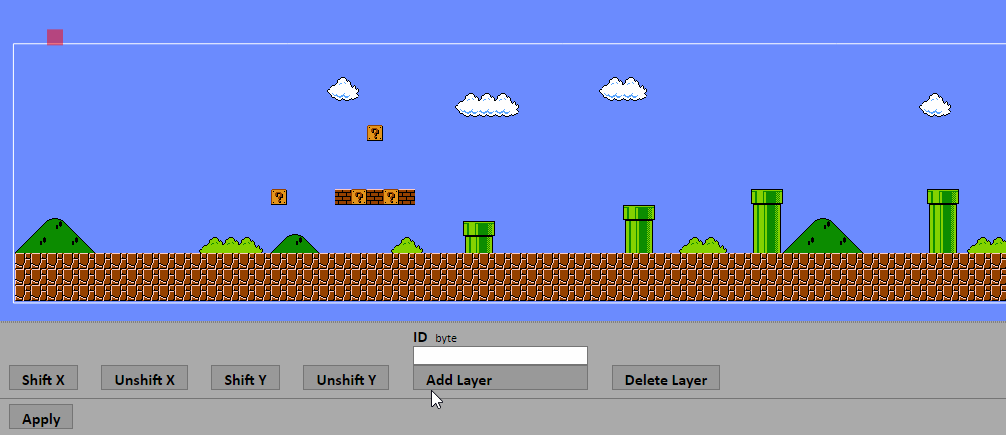 ?
? ? ?
ID byte
Shift X Unshift X Shift Y Unshift Y Add Layer Delete Layer
Apply